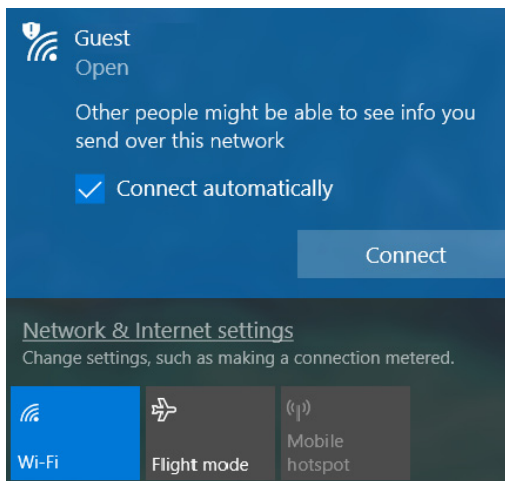 Guest
Open
Other people might be able to see info you
send over this network
Connect automatically
Connect
Network & Internet settings
Change settings, such as making a connection metered.
Wi-Fi
Flight mode
Mobile
hotspot